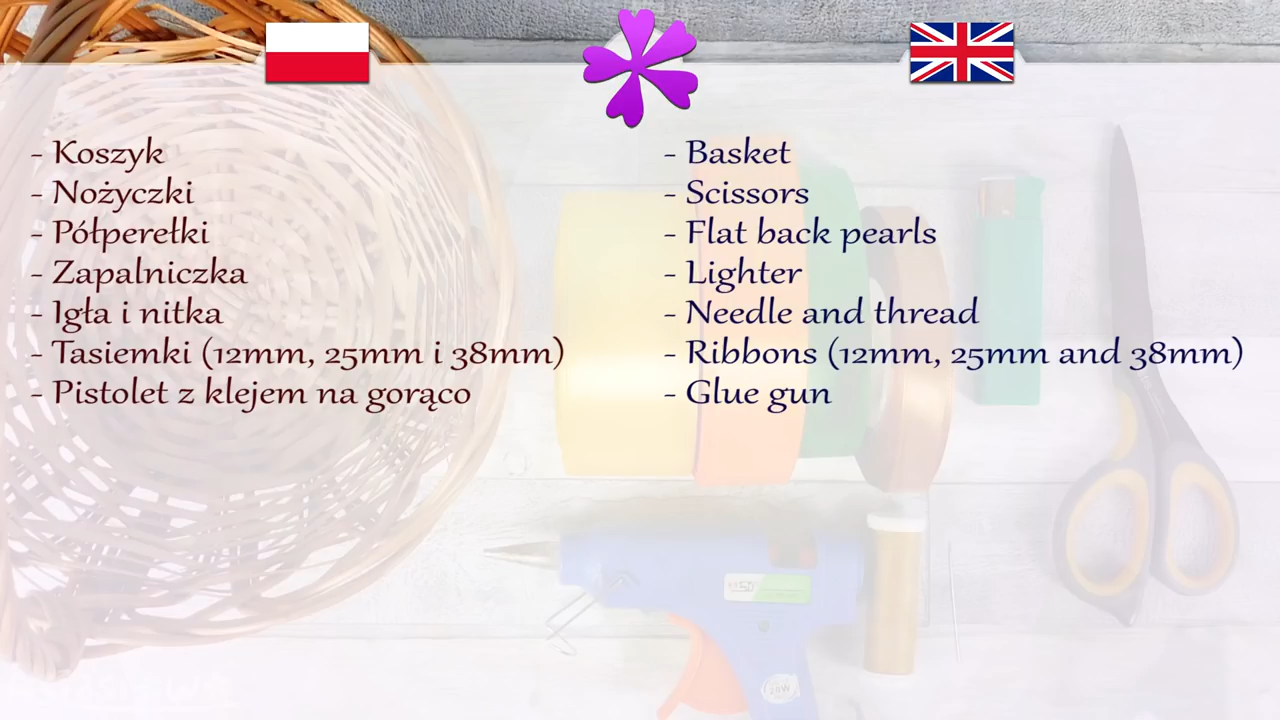 - Koszyk
- Nożyczki
- Półperełki
- Zapalniczka
- Igła i nitka
- Tasiemki (12mm, 25mm i 38mm)
- Pistolet z klejem na gorąco
- Basket
- Scissors
- Flat back pearls
- Lighter
- Needle and thread
- Ribbons (12mm, 25mm and 38mm)
- Glue gun